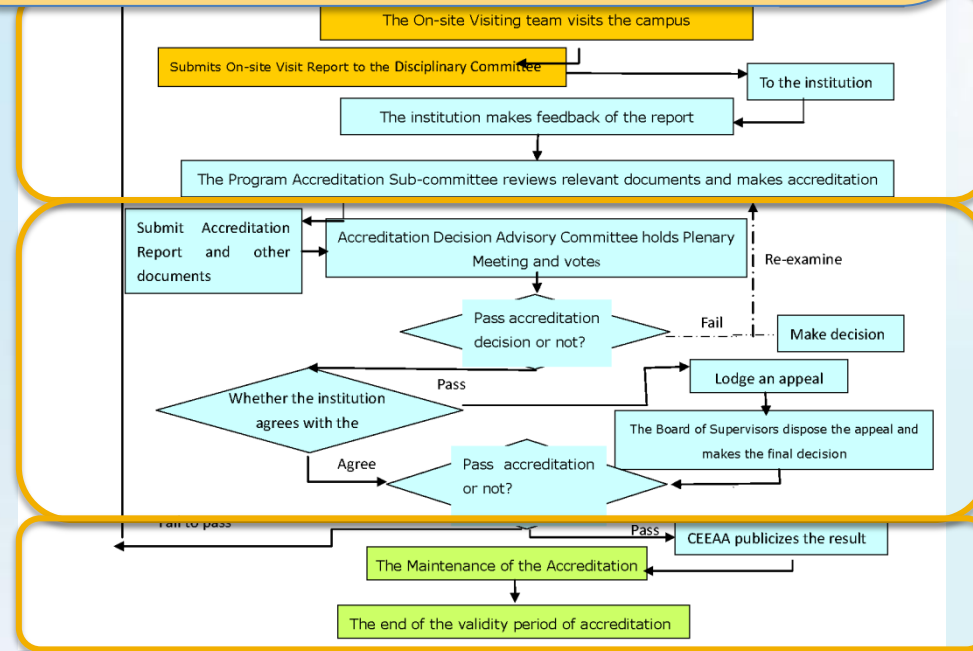 The On-site Visiting team visits the campus
Submits On-site Visit Report to the Disciplinary Committee
To the institution
The institution makes feedback of the report
The Program Accreditation Sub-committee reviews relevant documents and makes accreditation
Submit Accreditation
Report and other
documents
Accreditation Decision Advisory Committee holds Plenary
Meeting and votes
Re-examine
Pass accreditation
decision or not?
Fail
Make decision
Pass
Lodge an appeal
Whether the institution
agrees with the
The Board of Supervisors dispose the appeal and
makes the final decision
Agree
Pass accreditation
or not?
Fail to pass
Pass
CEEAA publicizes the result
The Maintenance of the Accreditation
The end of the validity period of accreditation